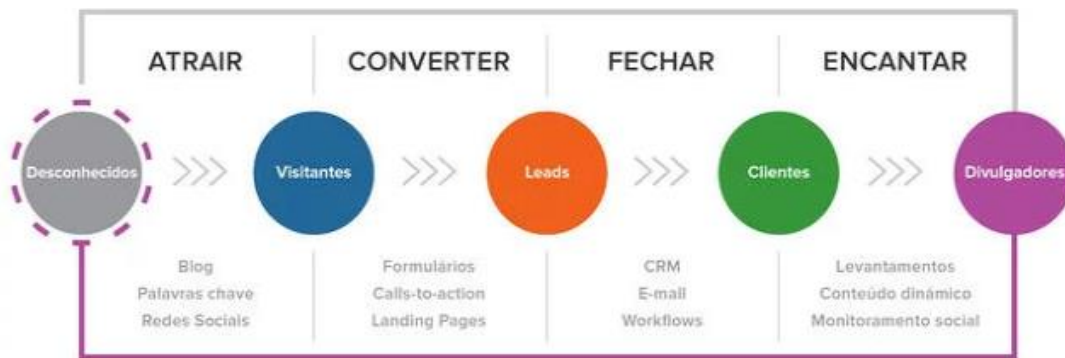 ATRAIR
CONVERTER
FECHAR
ENCANTAR
Desconhecidos
Visitantes
Leads
Clientes
Divulgadores
Blog
Palavras chave
Redes Sociais
Formulários
Calls-to-action
Landing Pages
CRM
E-mail
Workflows
Levantamentos
Conteúdo dinámico
Monitoramento social